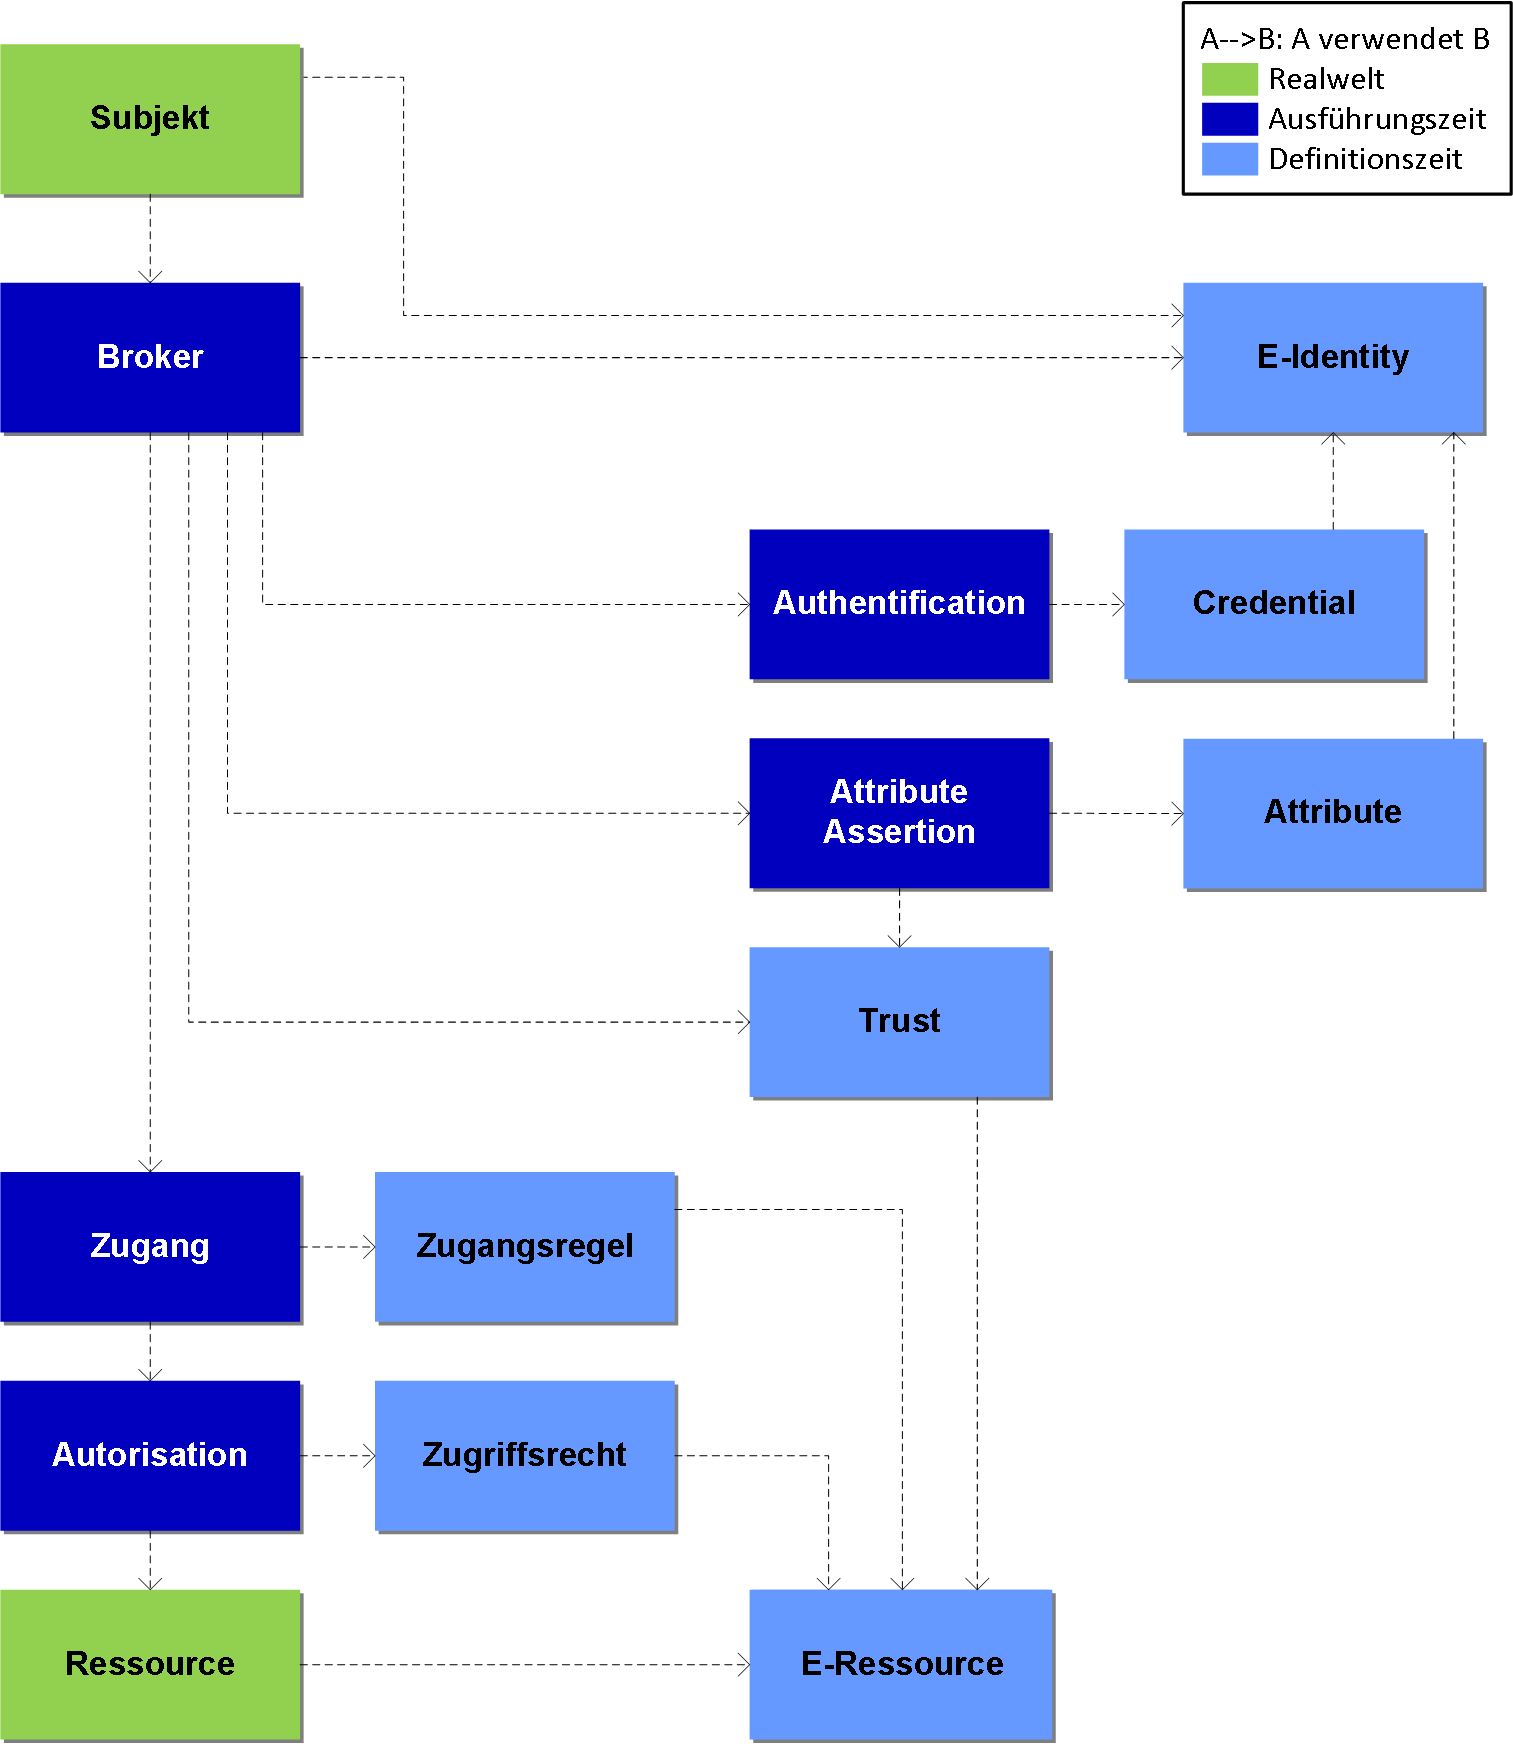 A-->B: A verwendet B
Realwelt
Ausführungszeit
Definitionszeit
Subjekt
Broker
E-Identity
Authentification
Credential
Attribute
Assertion
Attribute
Trust
Zugang
Zugangsregel
Autorisation
Zugriffsrecht
Ressource
E-Ressource